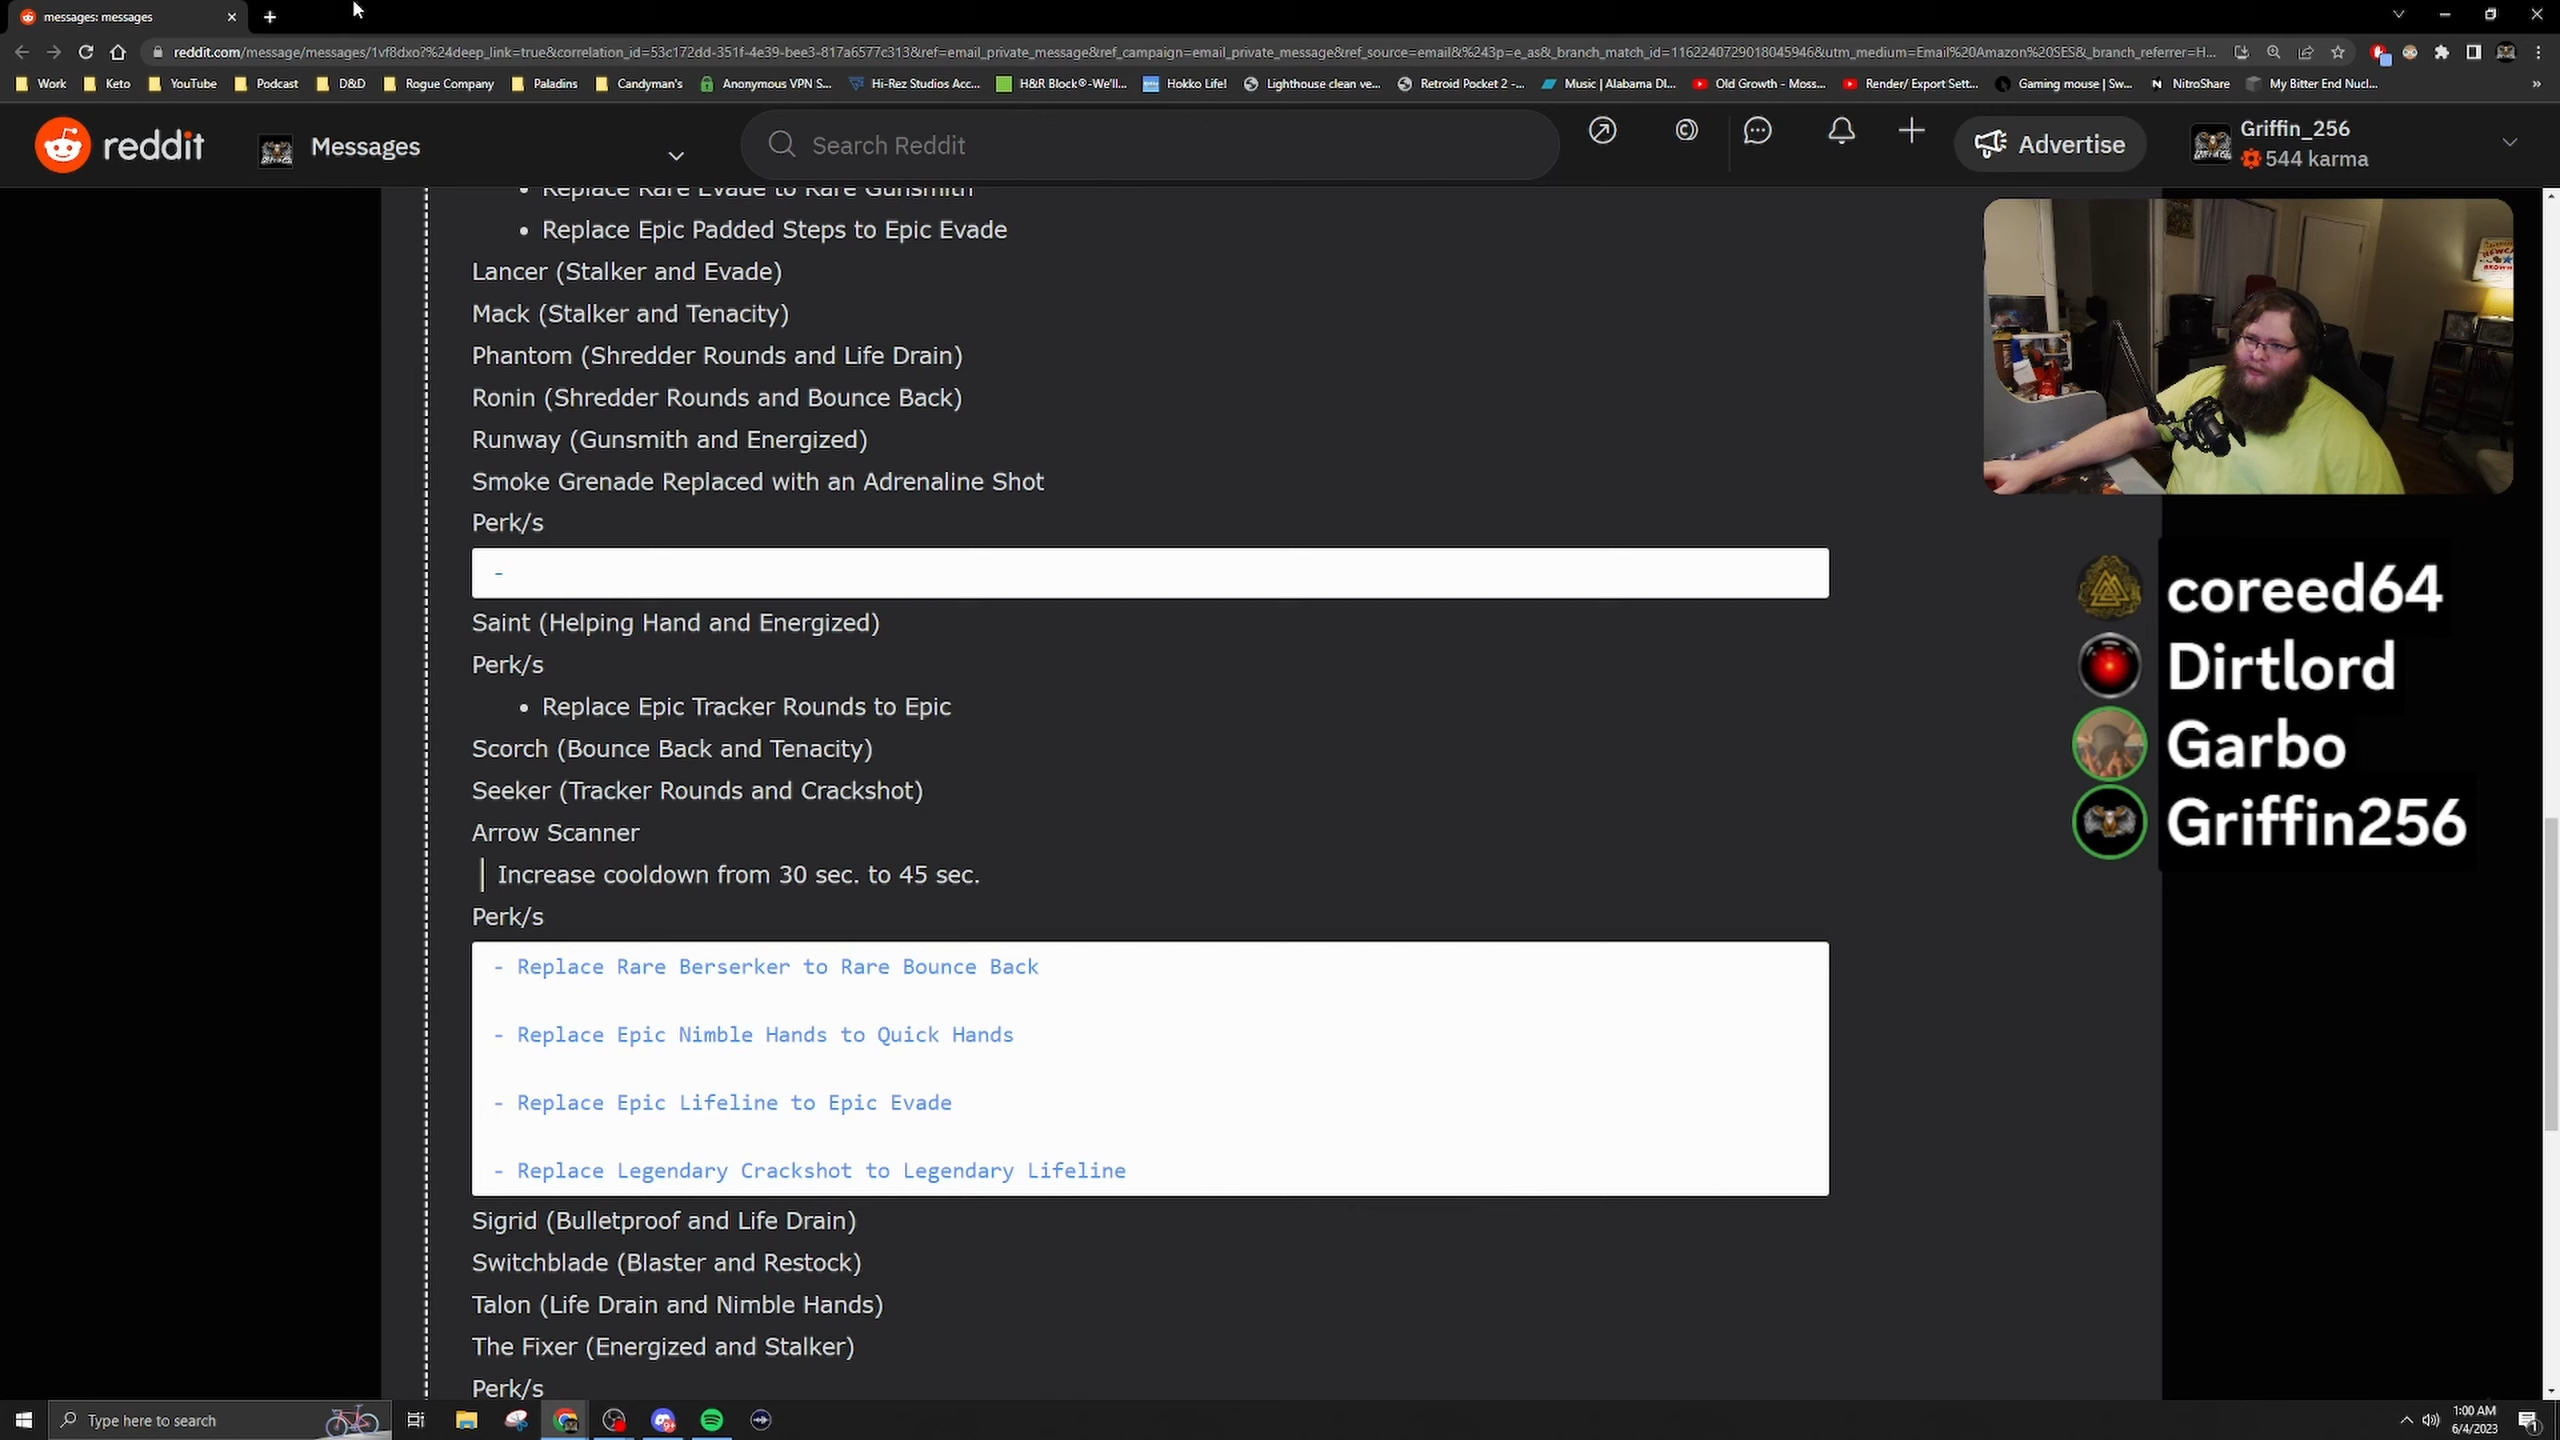 messages: messages
reddit.com/message/messages/1vf8dxo?%24deep_link=true&correlation_id=53c172dd-351f-4e39-bee3-817a6577c313&ref=email_private_message&ref_campaign=email_private_message&ref_source=email&%243p=e_as&_branch_match_id=1162240729018045946&utm_medium=Email%20Amazon%20SES&_branch_referrer=H...
Work Keto YouTube Podcast D&D Rogue Company Paladins Candyman's Anonymous VPN S... Hi-Rez Studios Acc... H&R Block®-We'll... Hokko Life! Lighthouse clean ve... Retroid Pocket 2 -... Music | Alabama DI... Old Growth - Moss... Render/ Export Sett... Gaming mouse | Sw... NitroShare My Bitter End Nucl...
reddit Messages Search Reddit Advertise Griffin_256
544 karma
• Replace Rare Evade to Rare Gunsmith
• Replace Epic Padded Steps to Epic Evade
Lancer (Stalker and Evade)
Mack (Stalker and Tenacity)
Phantom (Shredder Rounds and Life Drain)
Ronin (Shredder Rounds and Bounce Back)
Runway (Gunsmith and Energized)
Smoke Grenade Replaced with an Adrenaline Shot
Perk/s
-
Saint (Helping Hand and Energized)
Perk/s
• Replace Epic Tracker Rounds to Epic
Scorch (Bounce Back and Tenacity)
Seeker (Tracker Rounds and Crackshot)
Arrow Scanner
Increase cooldown from 30 sec. to 45 sec.
Perk/s
- Replace Rare Berserker to Rare Bounce Back
- Replace Epic Nimble Hands to Quick Hands
- Replace Epic Lifeline to Epic Evade
- Replace Legendary Crackshot to Legendary Lifeline
Sigrid (Bulletproof and Life Drain)
Switchblade (Blaster and Restock)
Talon (Life Drain and Nimble Hands)
The Fixer (Energized and Stalker)
Perk/s
coreed64
Dirtlord
Garbo
Griffin256
Type here to search
1:00 AM
6/4/2023